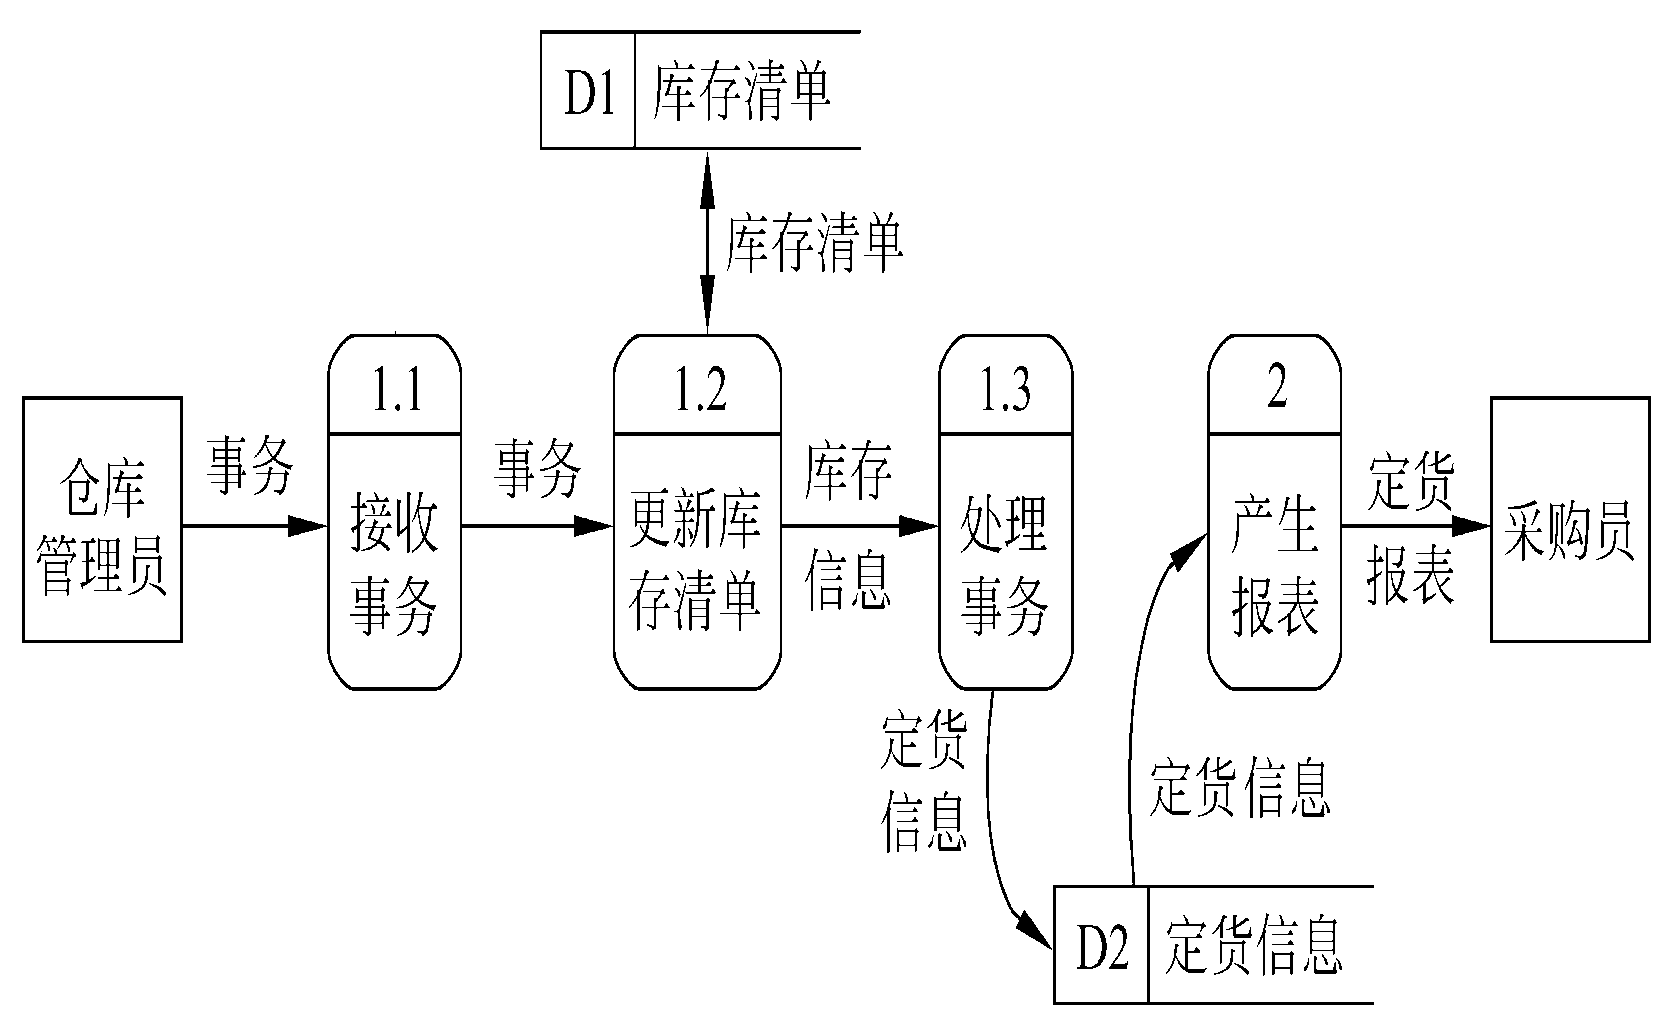 D1 库存清单
库存清单
1.1
1.2
1.3
2
仓库
管理员
事务
接收
事务
事务
更新库
存清单
库存
信息
处理
事务
产生
报表
定货
报表
采购员
定货
信息
定货信息
D2 定货信息